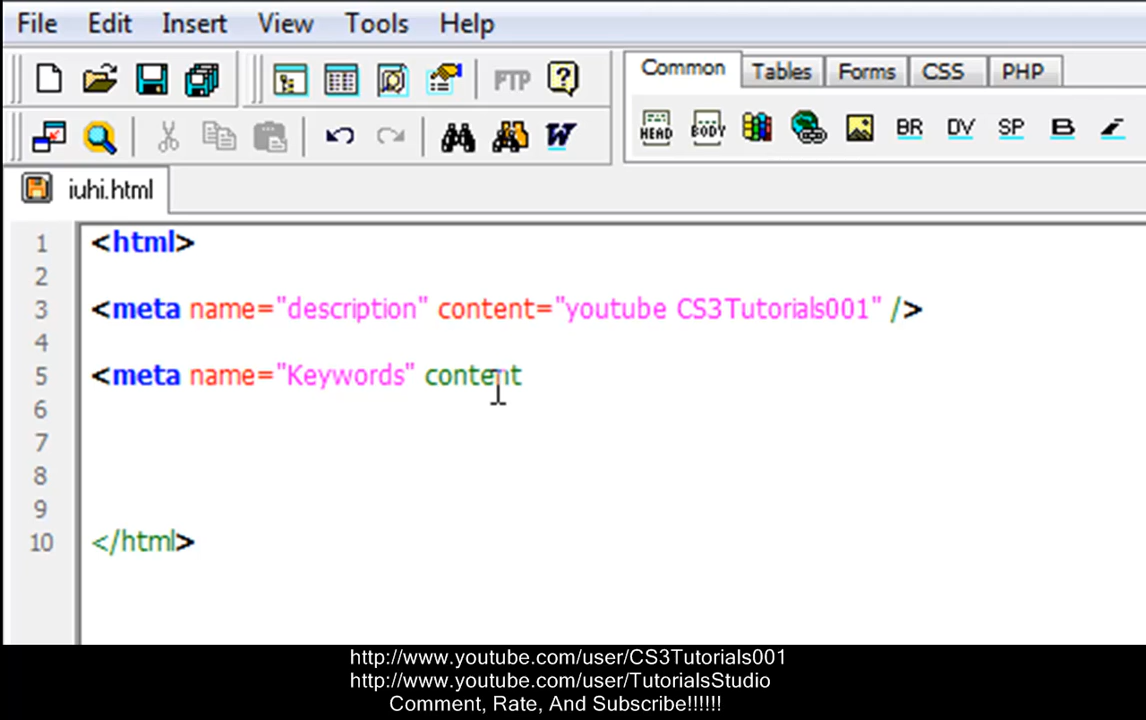 File Edit Insert View Tools Help
Common Tables Forms CSS PHP
FTP
HEAD BODY BR DV SP B I
W
iuhi.html
1 <html>
2
3 <meta name="description" content="youtube CS3Tutorials001" />
4
5 <meta name="Keywords" content
6
7
8
9
10 </html>
http://www.youtube.com/user/CS3Tutorials001
http://www.youtube.com/user/TutorialsStudio
Comment, Rate, And Subscribe!!!!!!